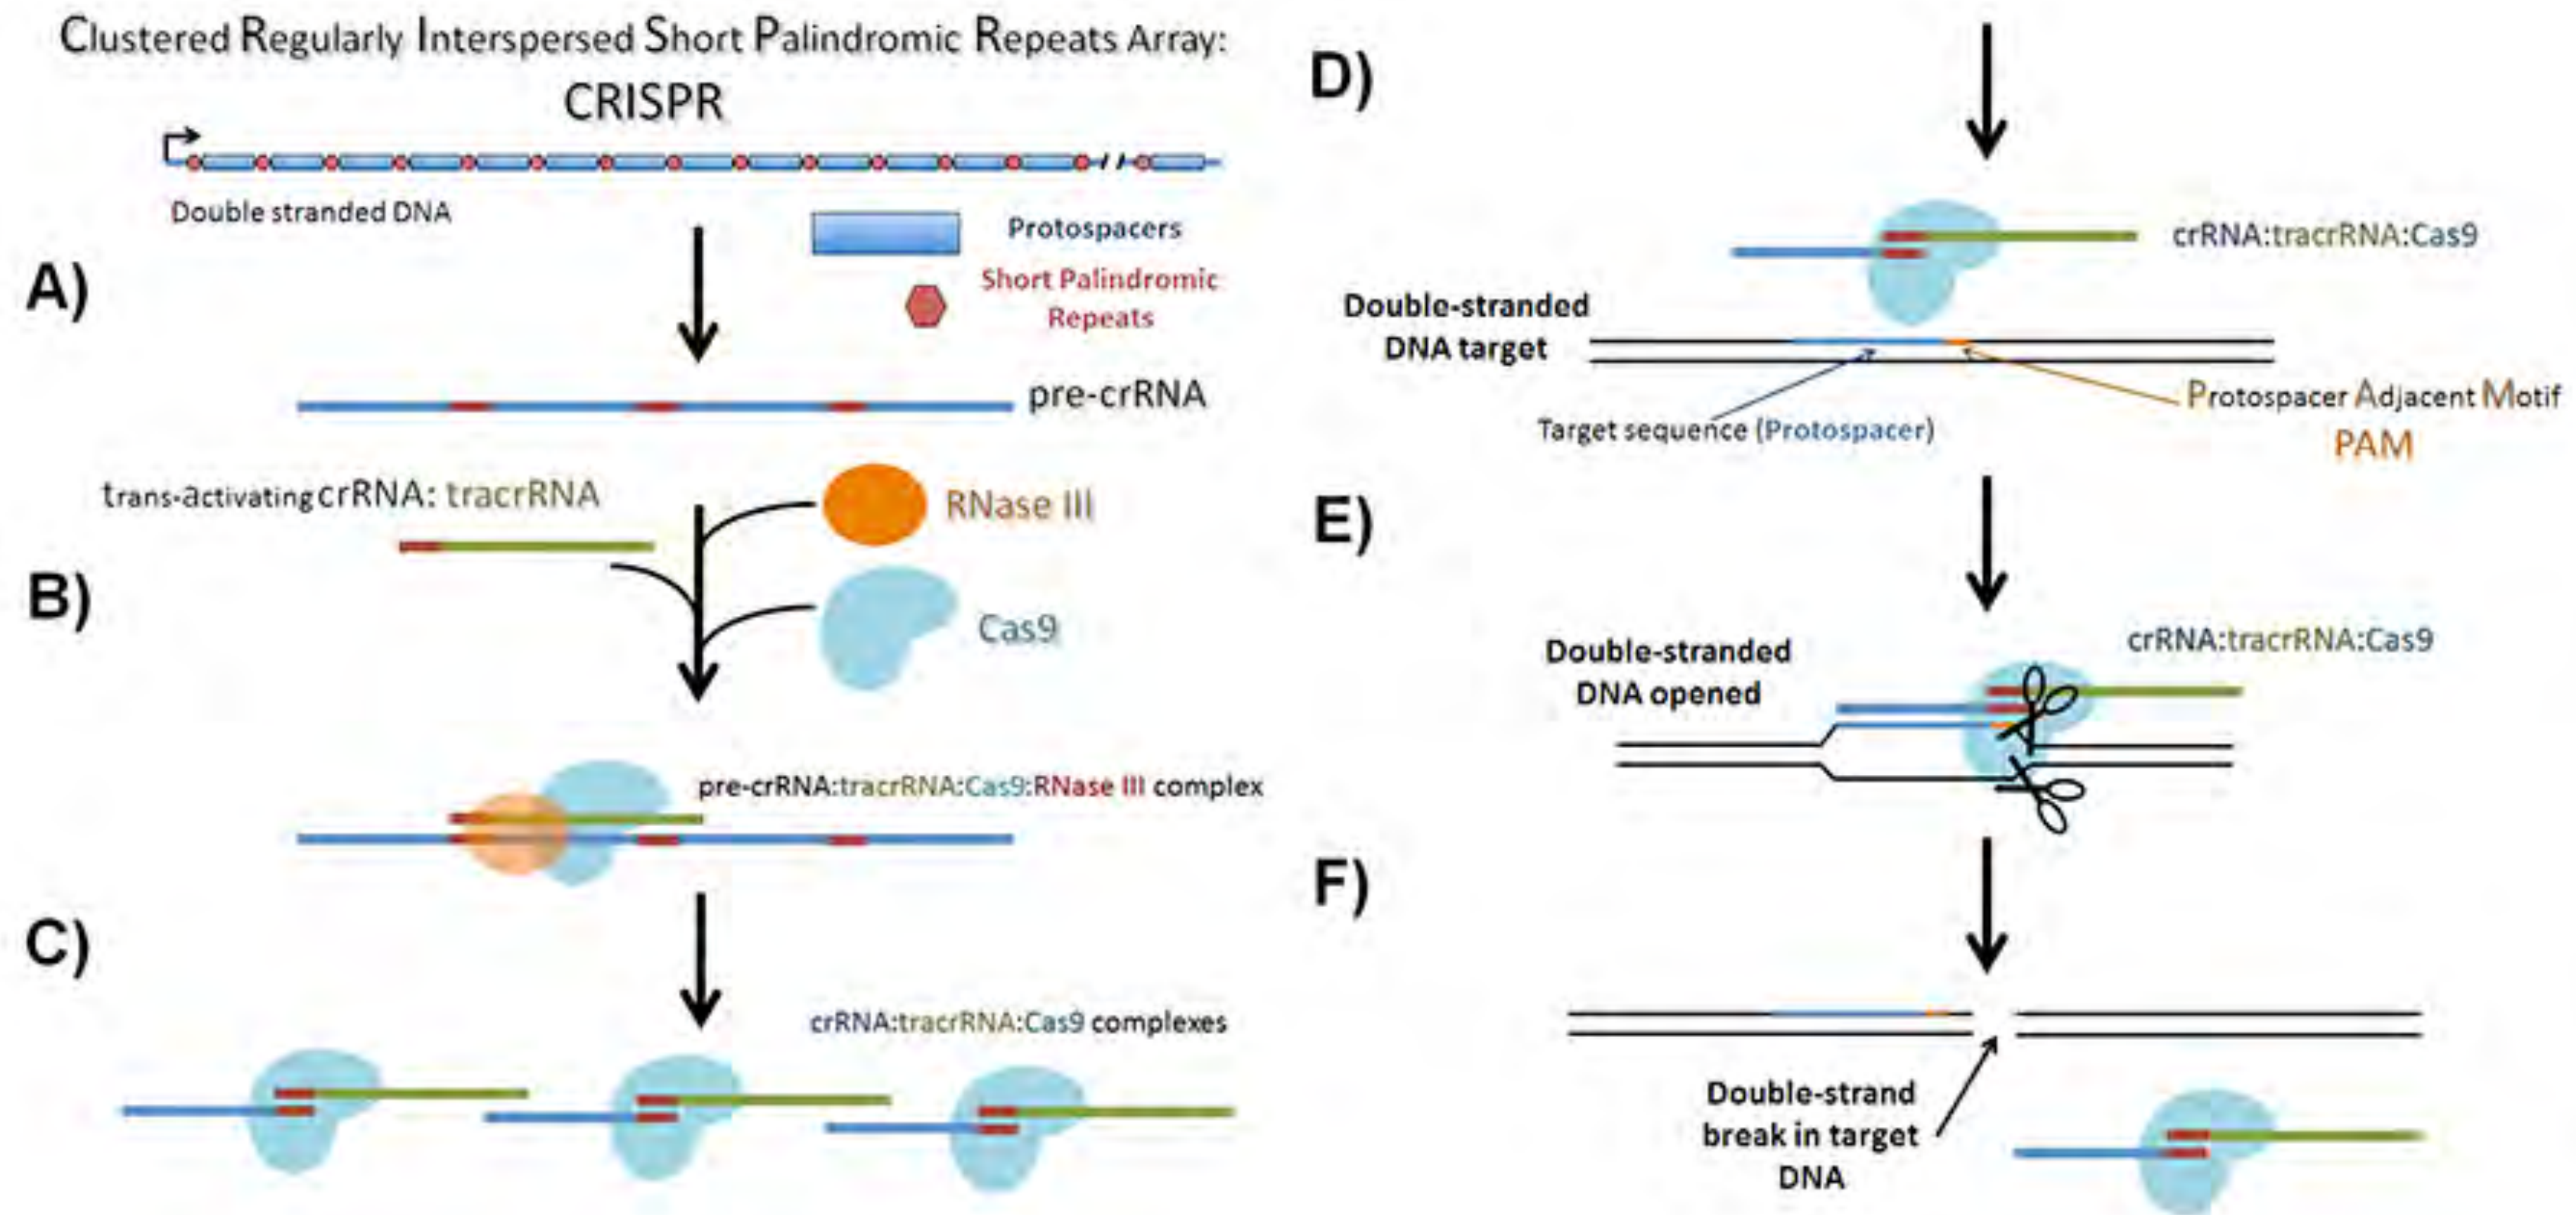 Clustered Regularly Interspersed Short Palindromic Repeats Array:
CRISPR
Double stranded DNA
Protospacers
Short Palindromic
Repeats
A)
pre-crRNA
trans-activating crRNA: tracrRNA
RNase III
Cas9
B)
pre-crRNA:tracrRNA:Cas9:RNase III complex
C)
crRNA:tracrRNA:Cas9 complexes
D)
crRNA:tracrRNA:Cas9
Double-stranded
DNA target
Target sequence (Protospacer)
Protospacer Adjacent Motif
PAM
E)
crRNA:tracrRNA:Cas9
Double-stranded
DNA opened
F)
Double-strand
break in target
DNA